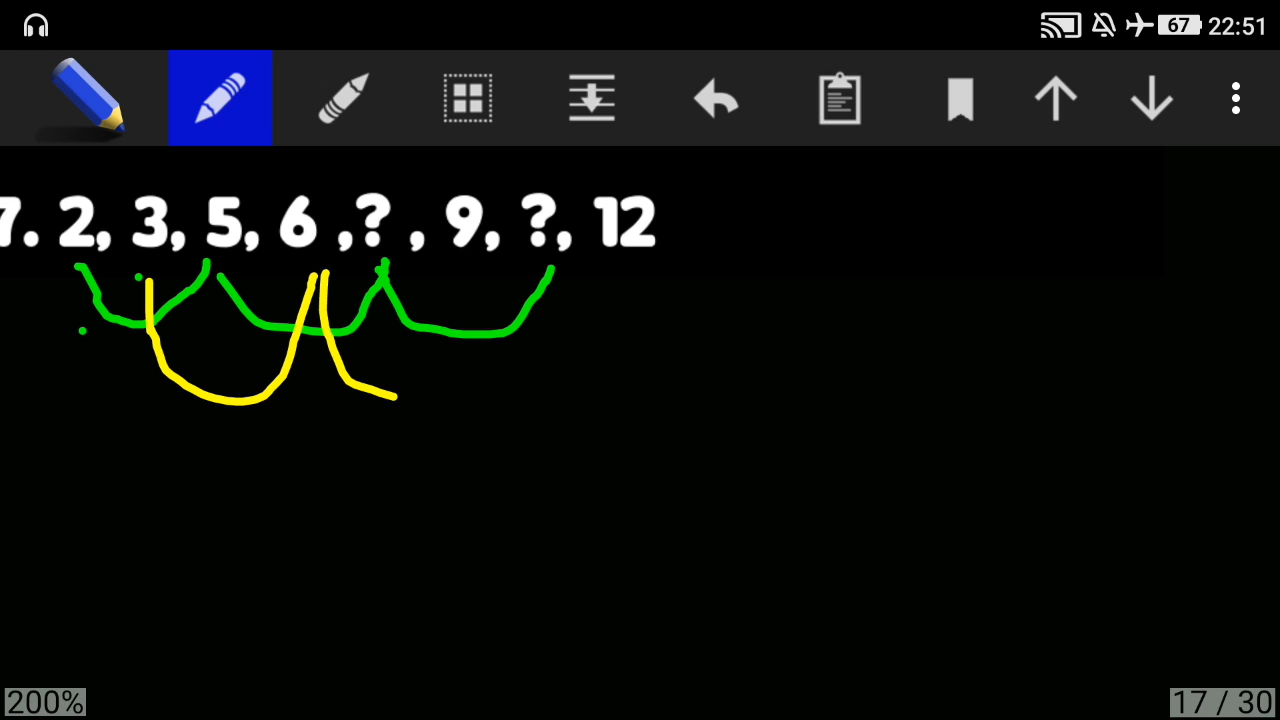 67 22:51
7. 2, 3, 5, 6 ,? , 9, ?, 12
200% 17 / 30